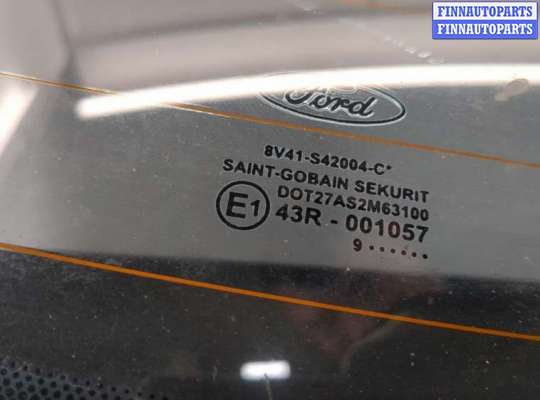 FINNAUTOPARTS
FINNAUTOPARTS
Ford
8V41-S42004-C*
SAINT-GOBAIN SEKURIT
DOT27AS2M63100
E1
43R - 001057
9 ••••••